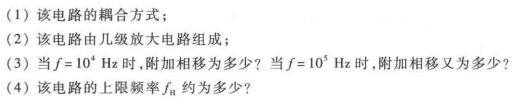 (1) 该电路的耦合方式;
(2) 该电路由几级放大电路组成;
(3) 当 f = 10⁴ Hz 时,附加相移为多少? 当 f = 10⁵ Hz 时,附加相移又为多少?
(4) 该电路的上限频率 f_H 约为多少?